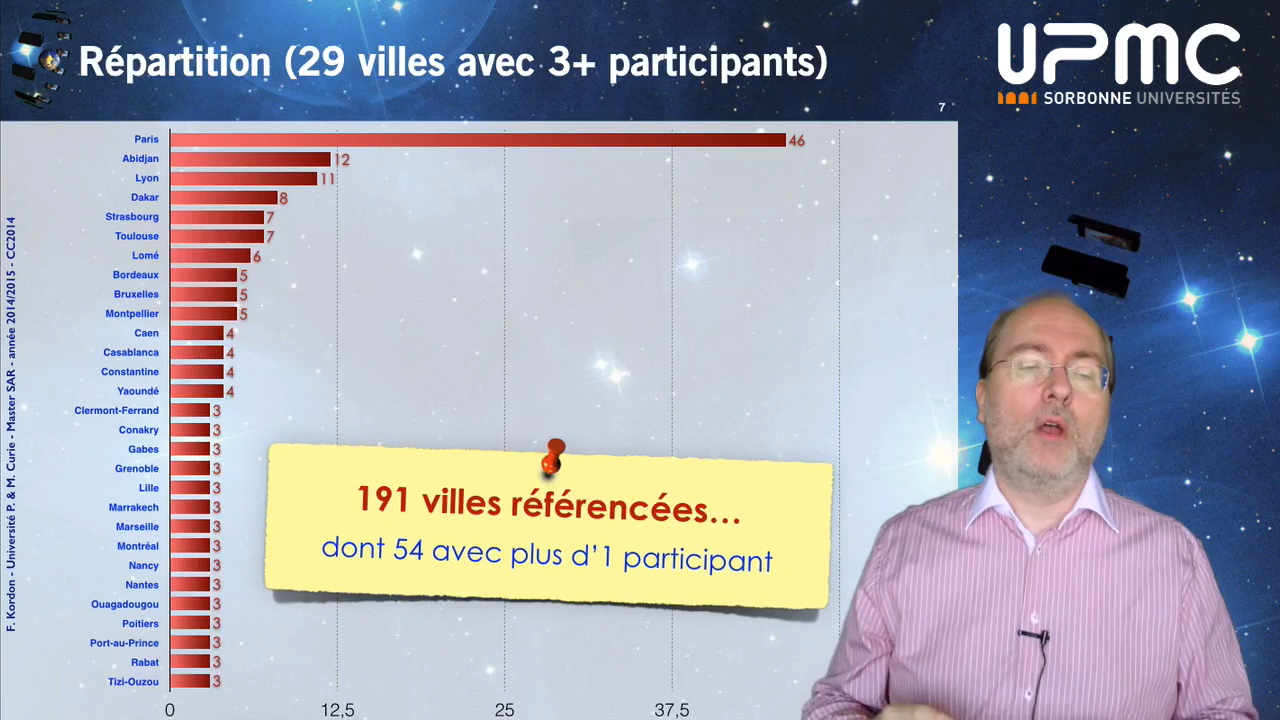 Répartition (29 villes avec 3+ participants)
UPMC
SORBONNE UNIVERSITÉS
7
F. Kordon - Université P. & M. Curie - Master SAR - année 2014/2015 - CC2014
Paris 46
Abidjan 12
Lyon 11
Dakar 8
Strasbourg 7
Toulouse 7
Lomé 6
Bordeaux 5
Bruxelles 5
Montpellier 5
Caen 4
Casablanca 4
Constantine 4
Yaoundé 4
Clermont-Ferrand 3
Conakry 3
Gabes 3
Grenoble 3
Lille 3
Marrakech 3
Marseille 3
Montréal 3
Nancy 3
Nantes 3
Ouagadougou 3
Poitiers 3
Port-au-Prince 3
Rabat 3
Tizi-Ouzou 3
0 12,5 25 37,5
191 villes référencées…
dont 54 avec plus d’1 participant